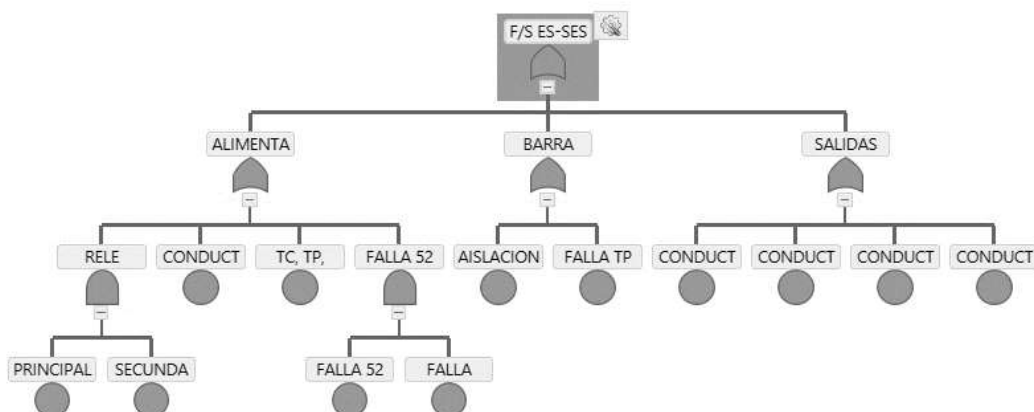 F/S ES-SES
ALIMENTA
BARRA
SALIDAS
RELE
CONDUCT
TC, TP,
FALLA 52
AISLACION
FALLA TP
CONDUCT
CONDUCT
CONDUCT
CONDUCT
PRINCIPAL
SECUNDA
FALLA 52
FALLA